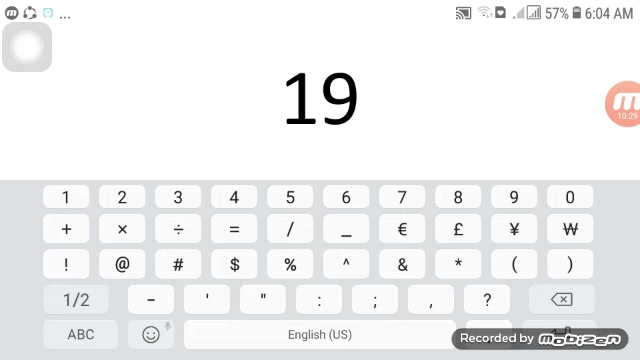 ... 57% 6:04 AM
19
10:29
1 2 3 4 5 6 7 8 9 0
+ × ÷ = / _ € £ ¥ ₩
! @ # $ % ^ & * ( )
1/2 - ' " : ; , ?
ABC English (US)
Recorded by mobizen